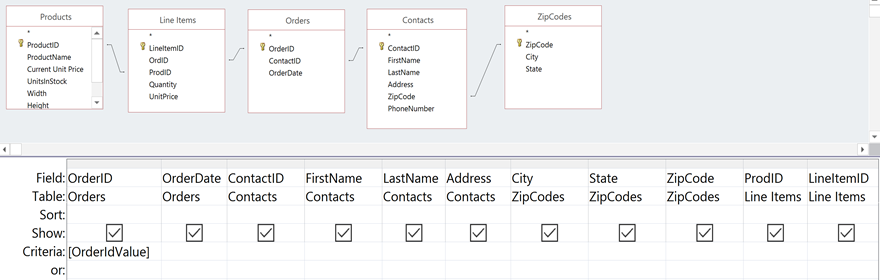 Products
ProductID
ProductName
Current Unit Price
UnitsInStock
Width
Height
Line Items
*
LineItemID
OrdID
ProdID
Quantity
UnitPrice
Orders
*
OrderID
ContactID
OrderDate
Contacts
*
ContactID
FirstName
LastName
Address
ZipCode
PhoneNumber
ZipCodes
*
ZipCode
City
State
Field: OrderID OrderDate ContactID FirstName LastName Address City State ZipCode ProdID LineItemID
Table: Orders Orders Contacts Contacts Contacts Contacts ZipCodes ZipCodes ZipCodes Line Items Line Items
Sort:
Show:
Criteria: [OrderIdValue]
or: